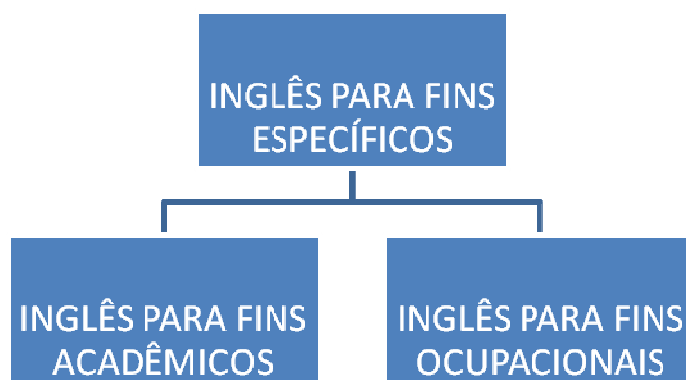 INGLÊS PARA FINS
ESPECÍFICOS
INGLÊS PARA FINS
ACADÊMICOS
INGLÊS PARA FINS
OCUPACIONAIS